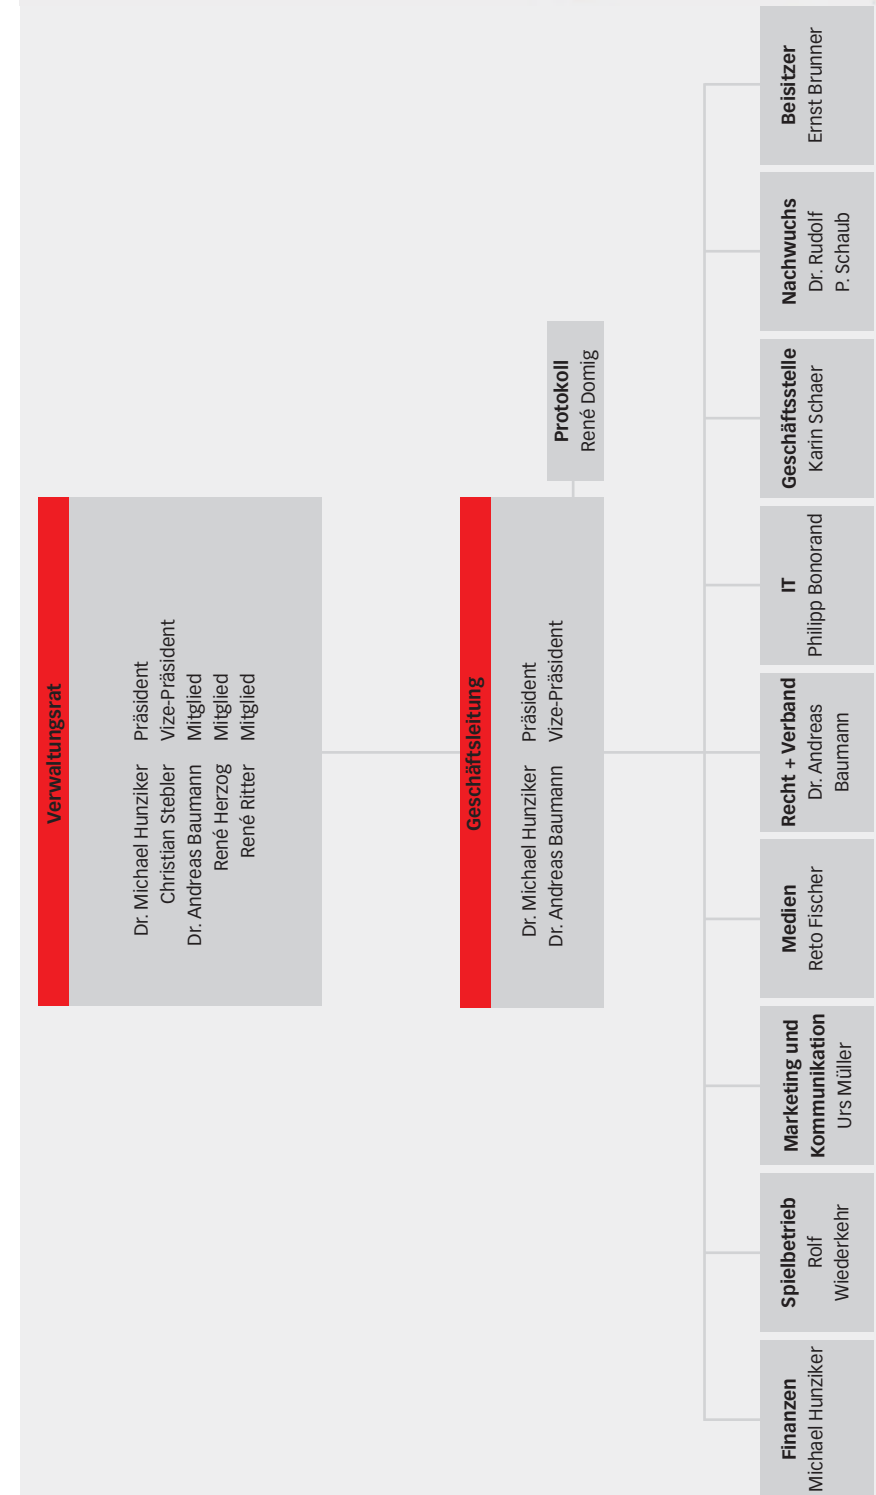 Verwaltungsrat
Dr. Michael Hunziker Präsident
Christian Stebler Vize-Präsident
Dr. Andreas Baumann Mitglied
René Herzog Mitglied
René Ritter Mitglied
Geschäftsleitung
Dr. Michael Hunziker Präsident
Dr. Andreas Baumann Vize-Präsident
Protokoll
René Domig
Finanzen
Michael Hunziker
Spielbetrieb
Rolf
Wiederkehr
Marketing und
Kommunikation
Urs Müller
Medien
Reto Fischer
Recht + Verband
Dr. Andreas
Baumann
IT
Philipp Bonorand
Geschäftsstelle
Karin Schaer
Nachwuchs
Dr. Rudolf
P. Schaub
Beisitzer
Ernst Brunner